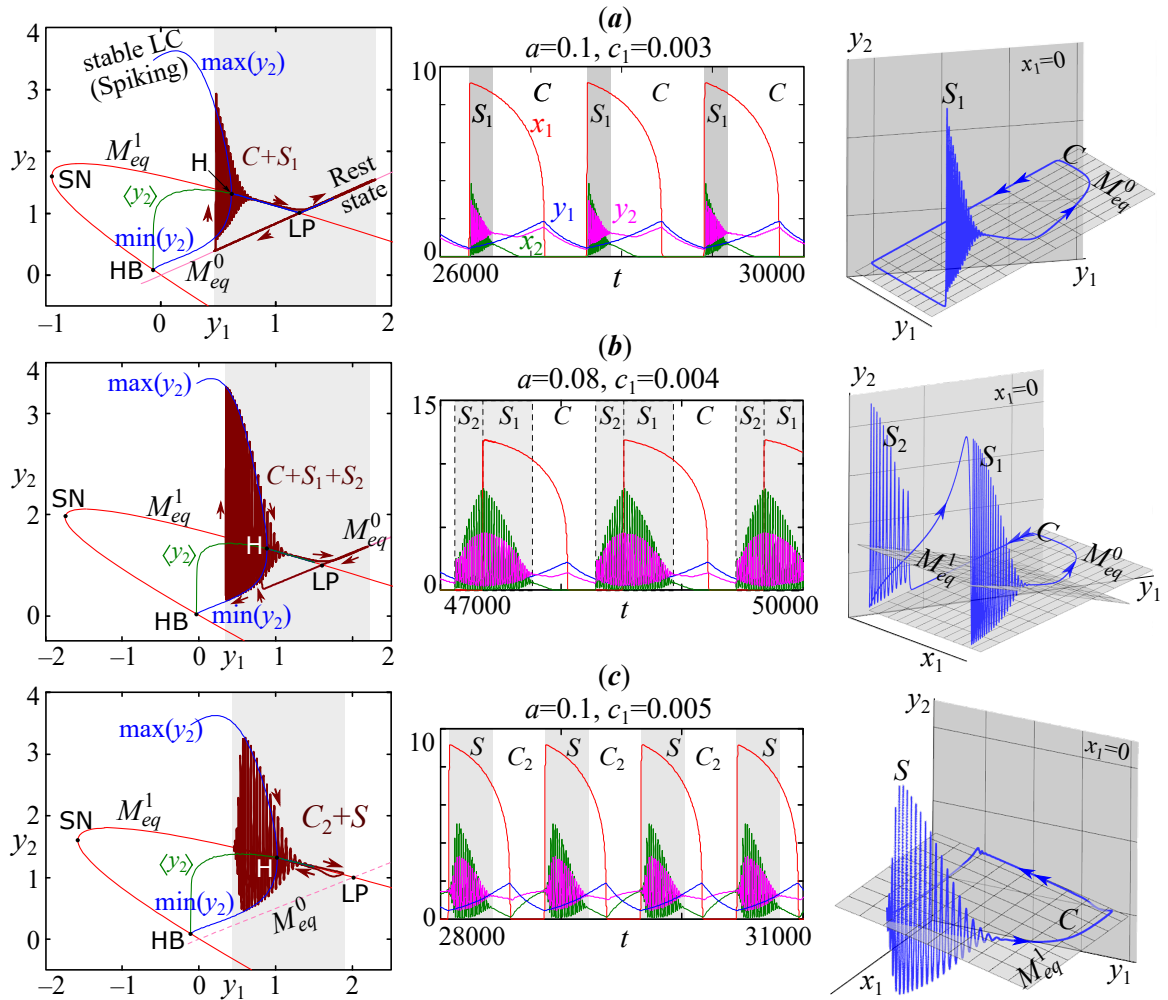 (a)
a=0.1, c₁=0.003
4
3
2
1
0
y₂
stable LC
(Spiking)
max(y₂)
M¹eq
SN
H
C+S₁
⟨y₂⟩
Rest
state
LP
min(y₂)
HB
M⁰eq
−1
0
y₁
1
2
10
0
S₁
C
S₁
C
S₁
C
x₁
y₁
y₂
x₂
26000
t
30000
y₂
x₁=0
S₁
C
M⁰eq
y₁
y₁
(b)
a=0.08, c₁=0.004
4
3
2
1
0
y₂
max(y₂)
SN
M¹eq
C+S₁+S₂
M⁰eq
⟨y₂⟩
H
LP
HB
min(y₂)
−2
−1
0
y₁
1
2
15
0
S₂
S₁
C
S₂
S₁
C
S₂
S₁
47000
t
50000
y₂
x₁=0
S₂
S₁
C
M¹eq
M⁰eq
y₁
x₁
(c)
a=0.1, c₁=0.005
4
3
2
1
0
y₂
max(y₂)
SN
M¹eq
C₂+S
⟨y₂⟩
H
LP
min(y₂)
HB
M⁰eq
−2
−1
0
y₁
1
2
10
0
S
C₂
S
C₂
S
C₂
S
28000
t
31000
y₂
x₁=0
S
C
M¹eq
y₁
x₁